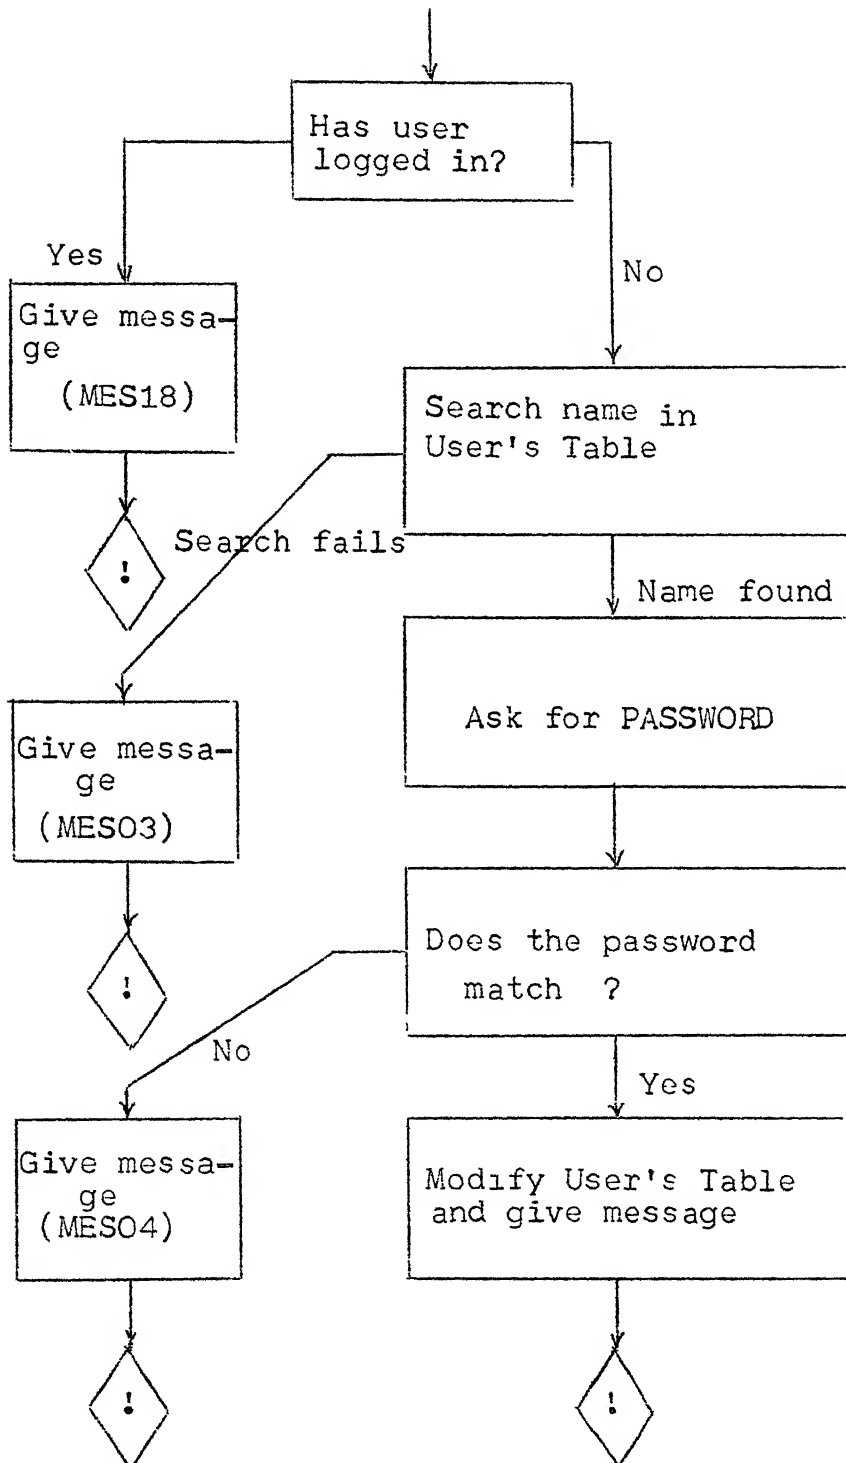 Has user
logged in?
Yes
No
Give messa-
ge
(MES18)
Search name in
User's Table
!
Search fails
Name found
Ask for PASSWORD
Give messa-
ge
(MES03)
Does the password
match ?
!
No
Yes
Give messa-
ge
(MES04)
Modify User's Table
and give message
!
!